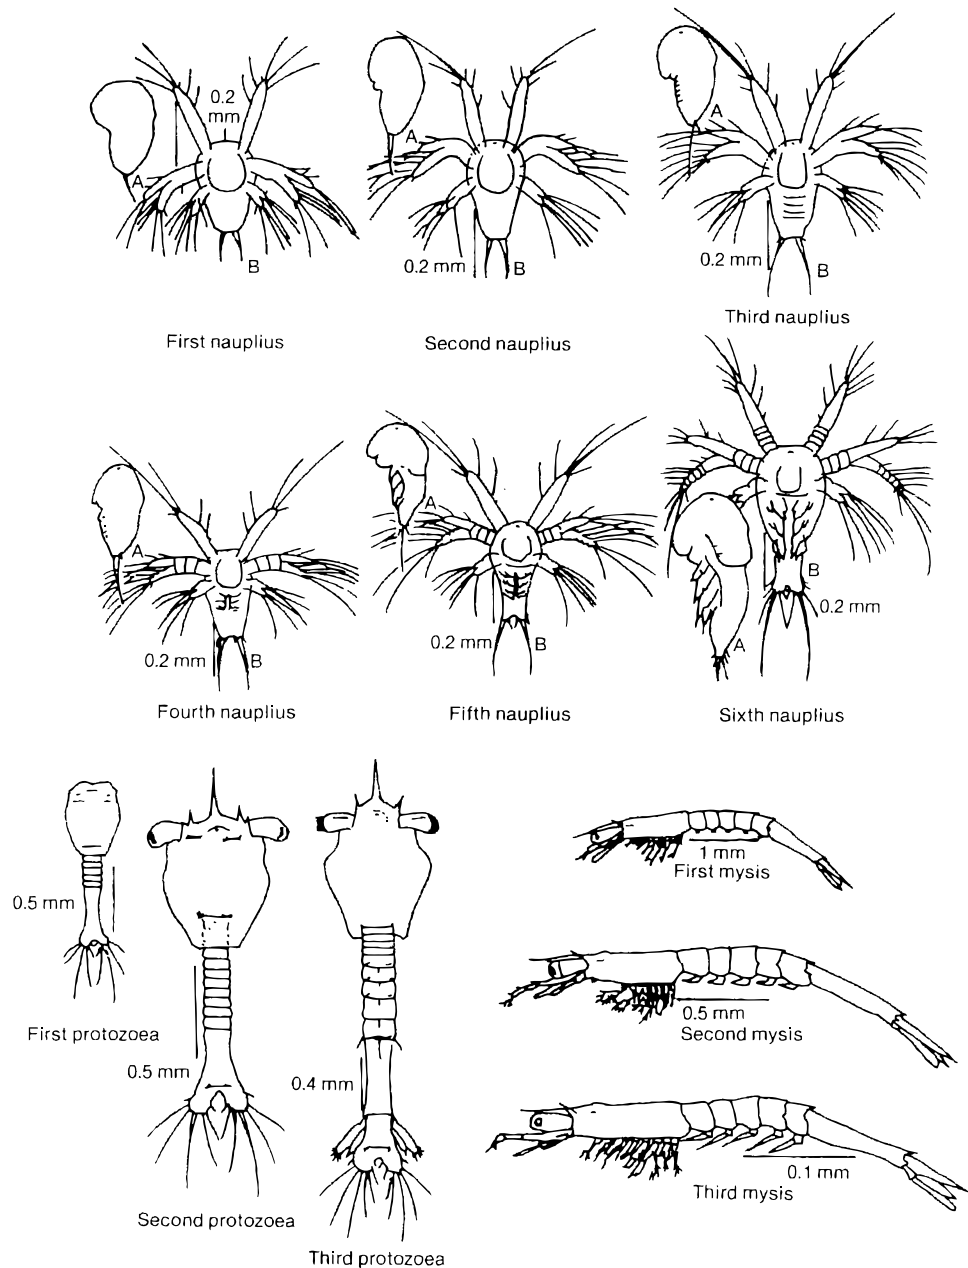 0.2
mm
A
B
First nauplius
A
0.2 mm
B
Second nauplius
A
0.2 mm
B
Third nauplius
A
0.2 mm
B
Fourth nauplius
A
0.2 mm
B
Fifth nauplius
B
0.2 mm
A
Sixth nauplius
0.5 mm
First protozoea
0.5 mm
Second protozoea
0.4 mm
Third protozoea
1 mm
First mysis
0.5 mm
Second mysis
0.1 mm
Third mysis